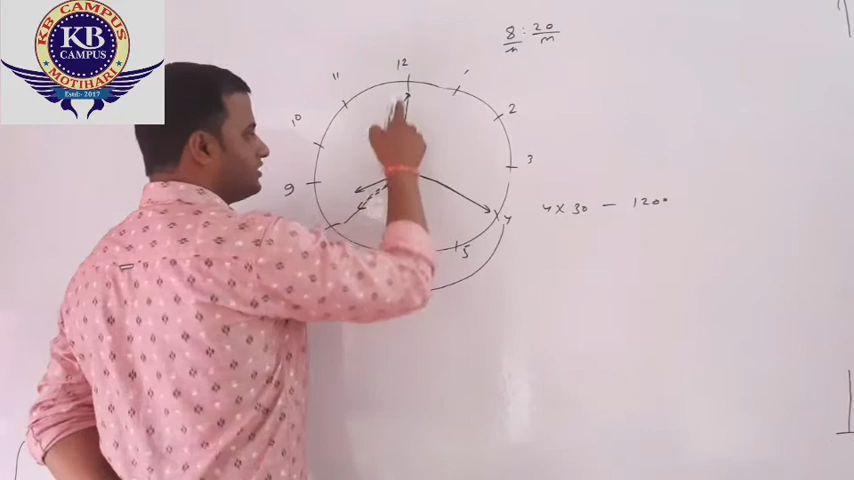 KB CAMPUS
KB
CAMPUS
MOTIHARI
Estd:- 2017
8 : 20
h m
12
11
10
2
9
3
4
5
4 x 30 — 120°